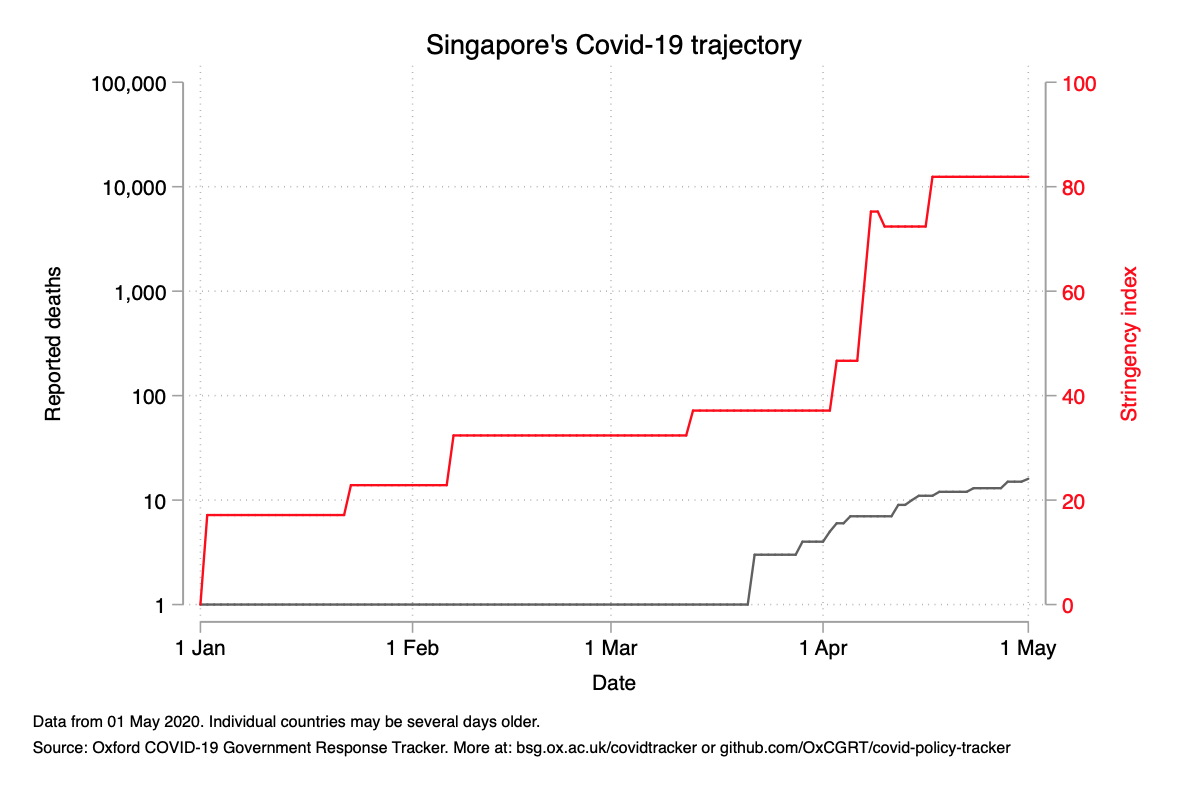 Singapore's Covid-19 trajectory
100,000
10,000
1,000
100
10
1
Reported deaths
100
80
60
40
20
0
Stringency index
1 Jan
1 Feb
1 Mar
1 Apr
1 May
Date
Data from 01 May 2020. Individual countries may be several days older.
Source: Oxford COVID-19 Government Response Tracker. More at: bsg.ox.ac.uk/covidtracker or github.com/OxCGRT/covid-policy-tracker